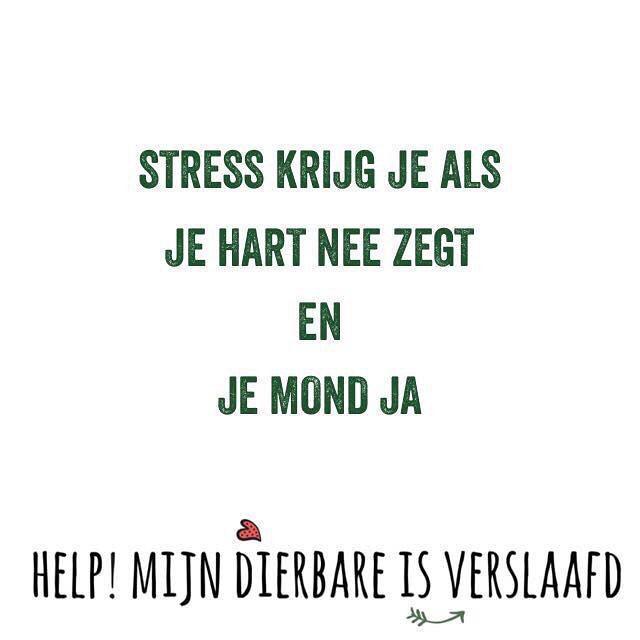 STRESS KRIJG JE ALS
JE HART NEE ZEGT
EN
JE MOND JA
HELP! MIJN DIERBARE IS VERSLAAFD